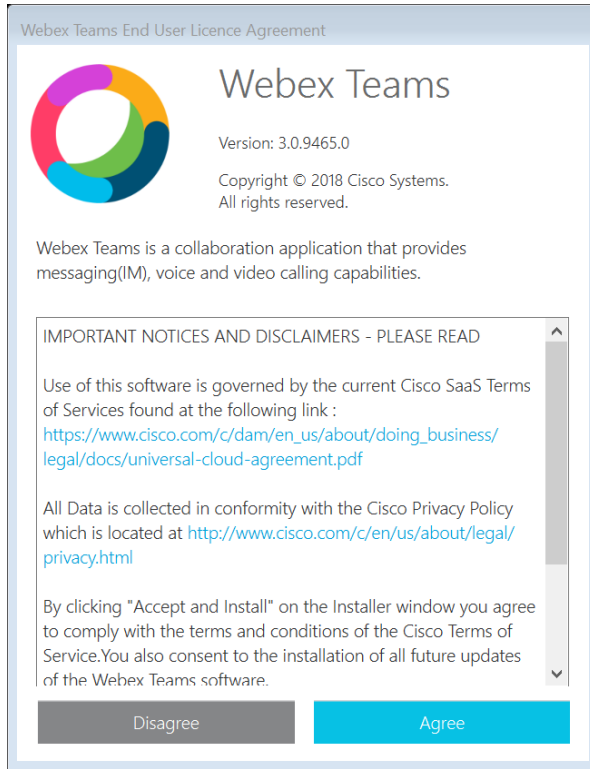 Webex Teams End User Licence Agreement
Webex Teams
Version: 3.0.9465.0
Copyright © 2018 Cisco Systems.
All rights reserved.
Webex Teams is a collaboration application that provides
messaging(IM), voice and video calling capabilities.
IMPORTANT NOTICES AND DISCLAIMERS - PLEASE READ
Use of this software is governed by the current Cisco SaaS Terms
of Services found at the following link :
https://www.cisco.com/c/dam/en_us/about/doing_business/
legal/docs/universal-cloud-agreement.pdf
All Data is collected in conformity with the Cisco Privacy Policy
which is located at http://www.cisco.com/c/en/us/about/legal/
privacy.html
By clicking "Accept and Install" on the Installer window you agree
to comply with the terms and conditions of the Cisco Terms of
Service.You also consent to the installation of all future updates
of the Webex Teams software.
Disagree
Agree